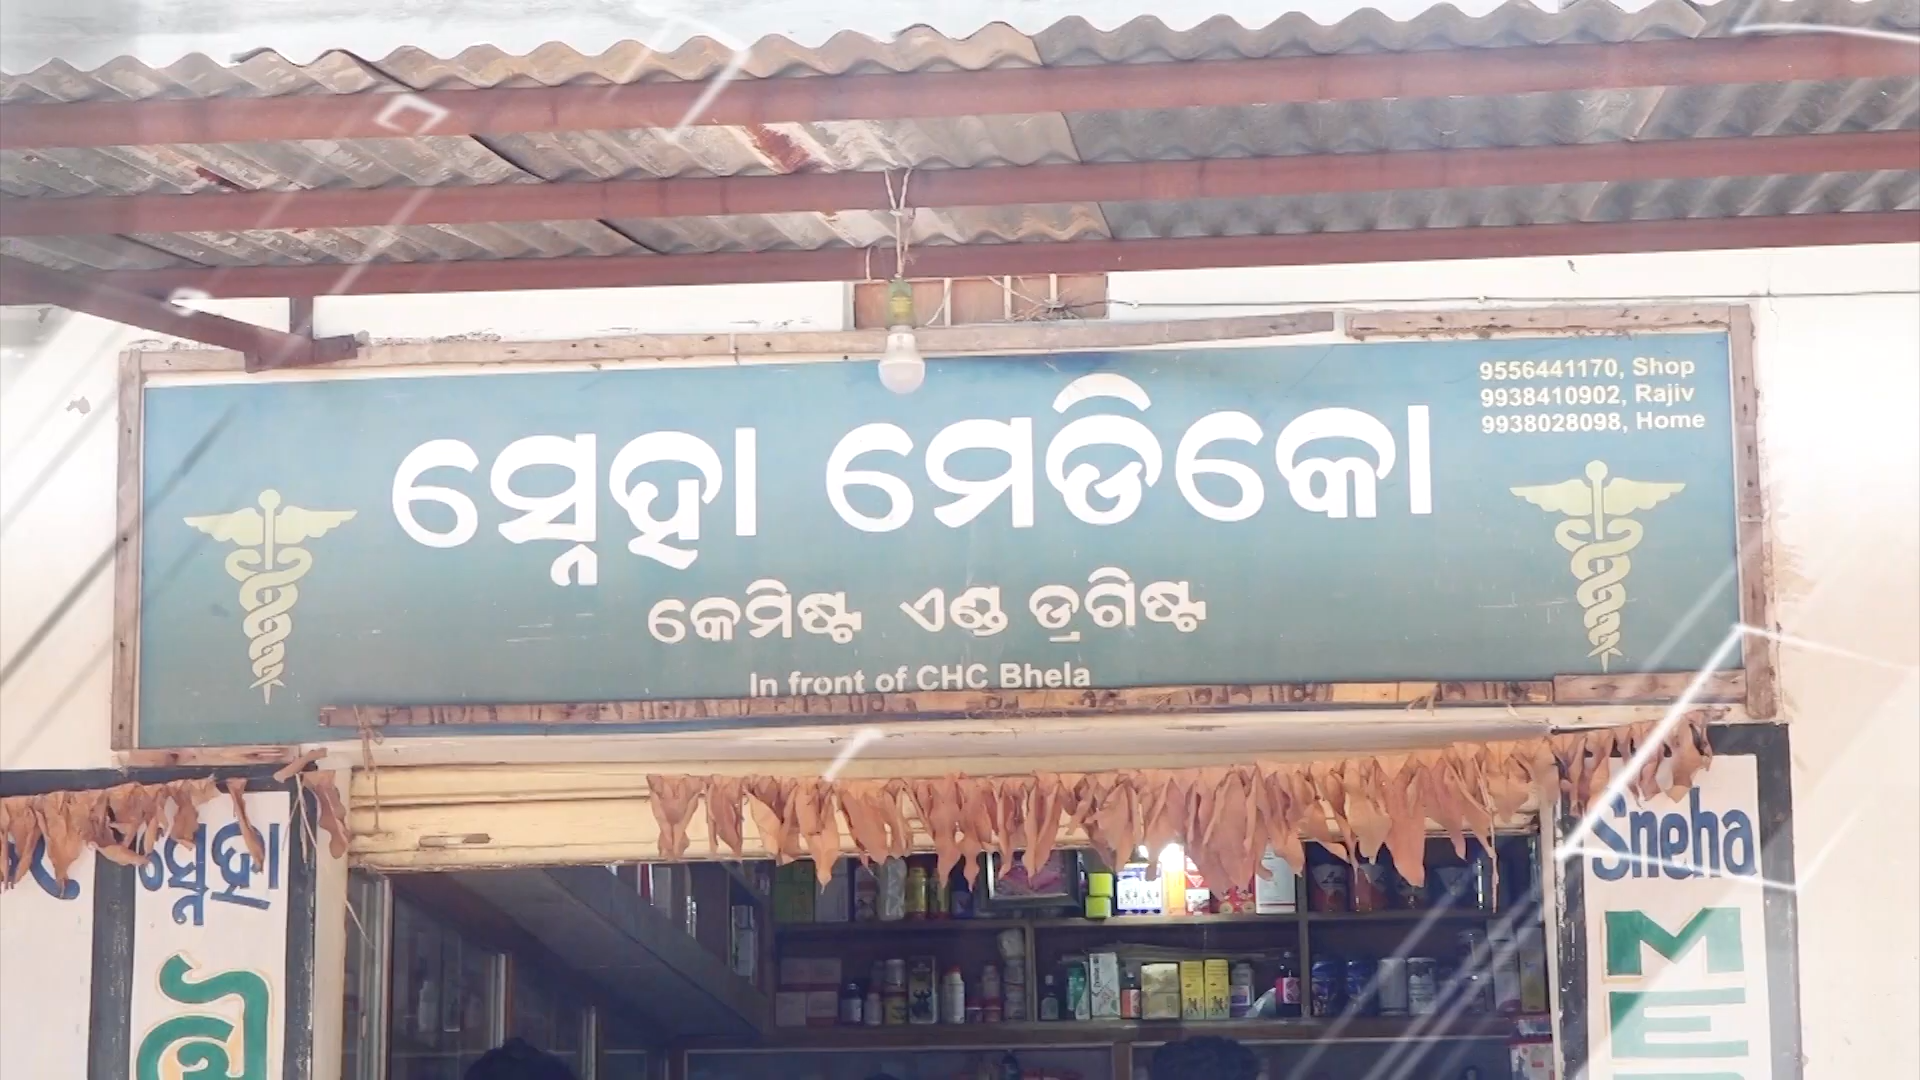 9556441170, Shop
9938410902, Rajiv
9938028098, Home
ସ୍ନେହା ମେଡିକୋ
କେମିଷ୍ଟ ଏଣ୍ଡ ଡ୍ରଗିଷ୍ଟ
In front of CHC Bhela
ସ୍ନେହା
Sneha
ME